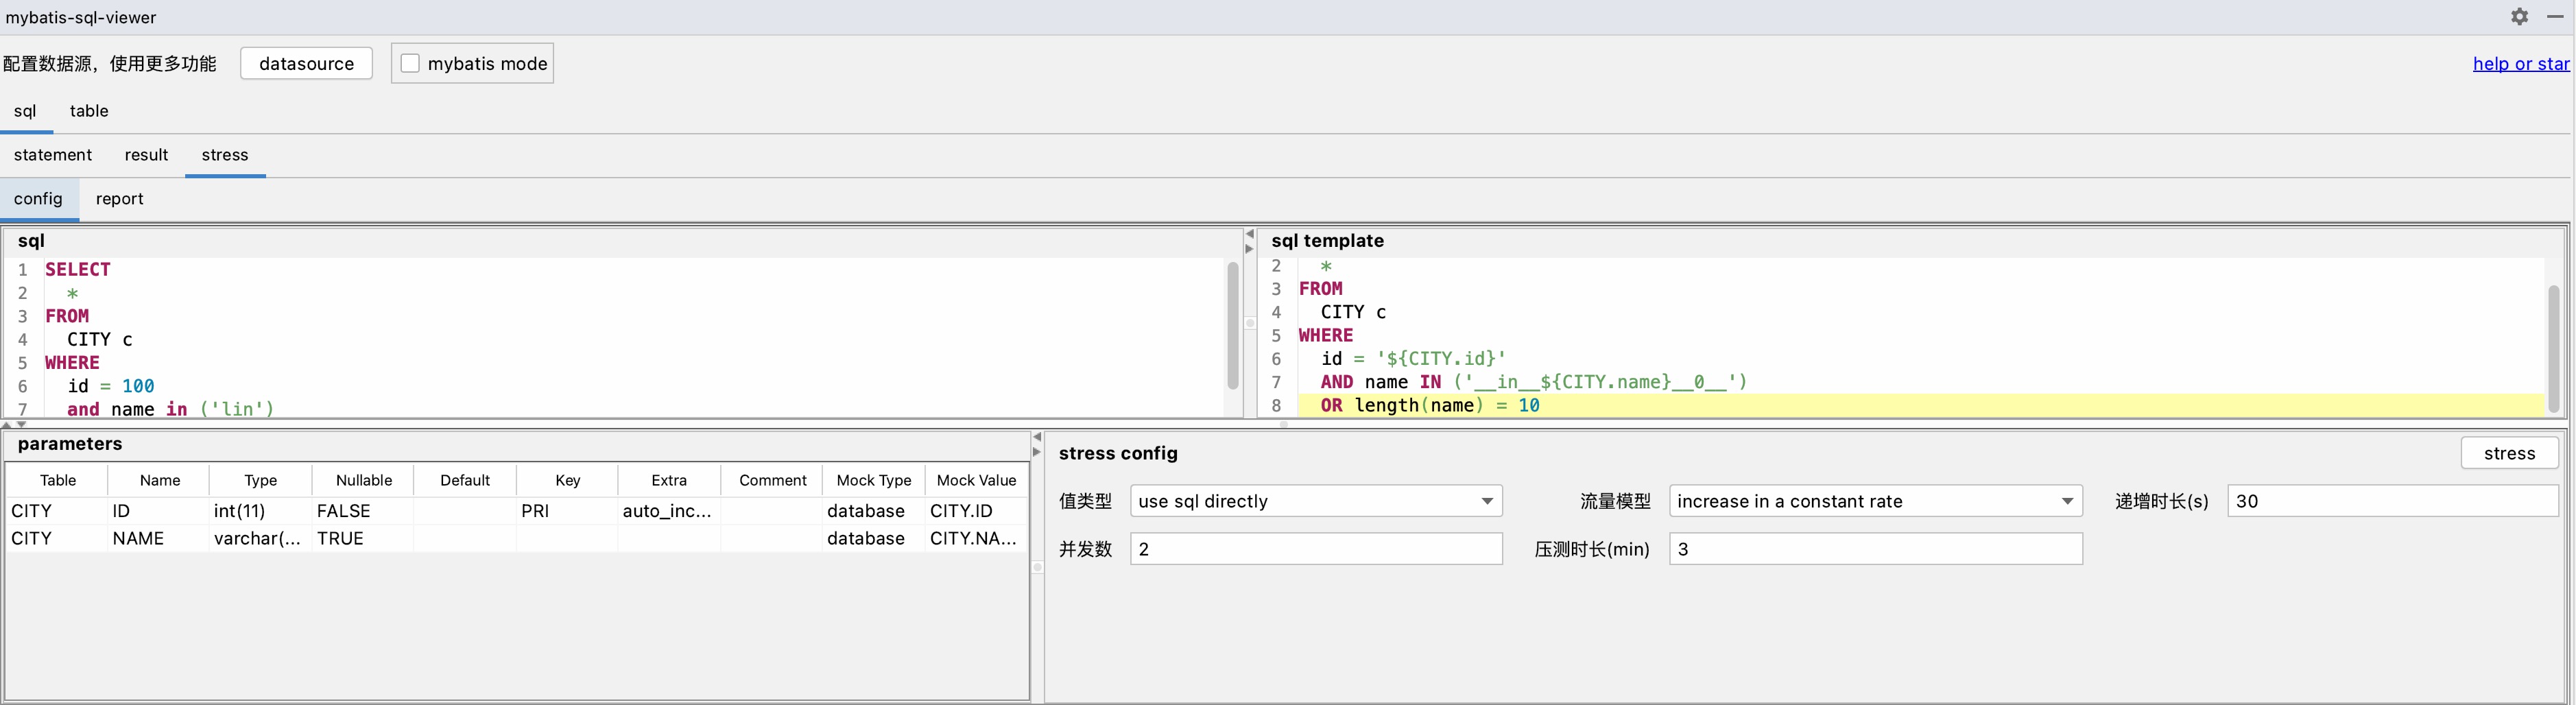 mybatis-sql-viewer
配置数据源，使用更多功能 datasource mybatis mode help or star
sql table
statement result stress
config report
sql
1 SELECT
2 *
3 FROM
4 CITY c
5 WHERE
6 id = 100
7 and name in ('lin')
sql template
2 *
3 FROM
4 CITY c
5 WHERE
6 id = '${CITY.id}'
7 AND name IN ('__in__${CITY.name}__0__')
8 OR length(name) = 10
parameters
Table Name Type Nullable Default Key Extra Comment Mock Type Mock Value
CITY ID int(11) FALSE PRI auto_inc... database CITY.ID
CITY NAME varchar(... TRUE database CITY.NA...
stress config stress
值类型 use sql directly 流量模型 increase in a constant rate 递增时长(s) 30
并发数 2 压测时长(min) 3